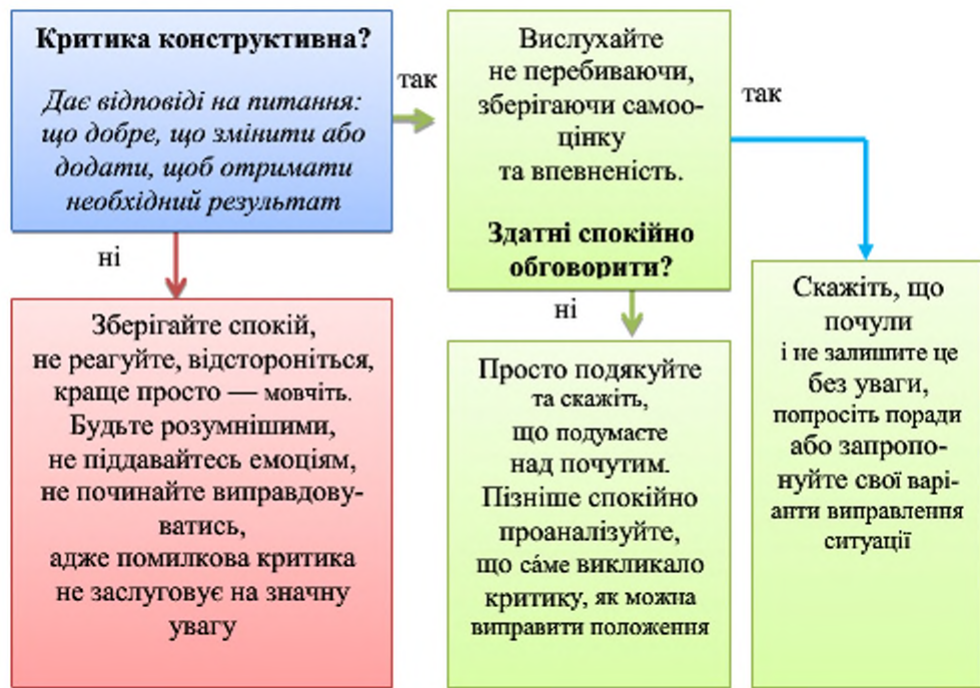 Критика конструктивна?
Дає відповіді на питання:
що добре, що змінити або
додати, щоб отримати
необхідний результат
так
Вислухайте
не перебиваючи,
зберігаючи самоо-
цінку
та впевненість.
Здатні спокійно
обговорити?
так
ні
Зберігайте спокій,
не реагуйте, відстороніться,
краще просто — мовчіть.
Будьте розумнішими,
не піддавайтесь емоціям,
не починайте виправдову-
ватись,
адже помилкова критика
не заслуговує на значну
увагу
ні
Просто подякуйте
та скажіть,
що подумаєте
над почутим.
Пізніше спокійно
проаналізуйте,
що са́ме викликало
критику, як можна
виправити положення
Скажіть, що
почули
і не залишите це
без уваги,
попросіть поради
або запропо-
нуйте свої варі-
анти виправлення
ситуації